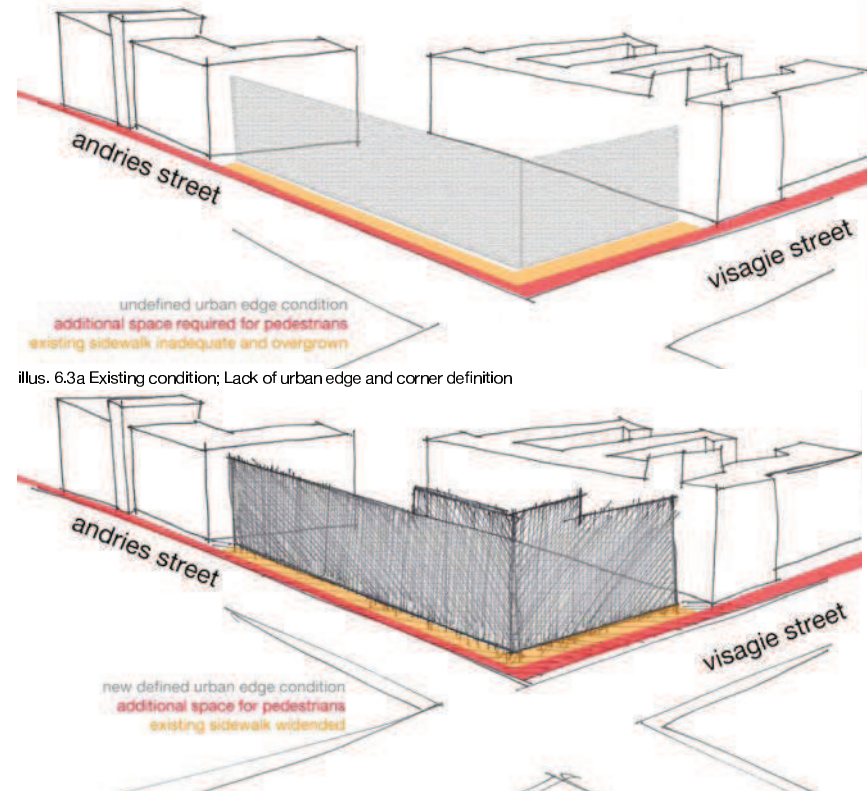 andries street
visagie street
undefined urban edge condition
additional space required for pedestrians
existing sidewalk inadequate and overgrown
illus. 6.3a Existing condition; Lack of urban edge and corner definition
andries street
visagie street
new defined urban edge condition
additional space for pedestrians
existing sidewalk widended